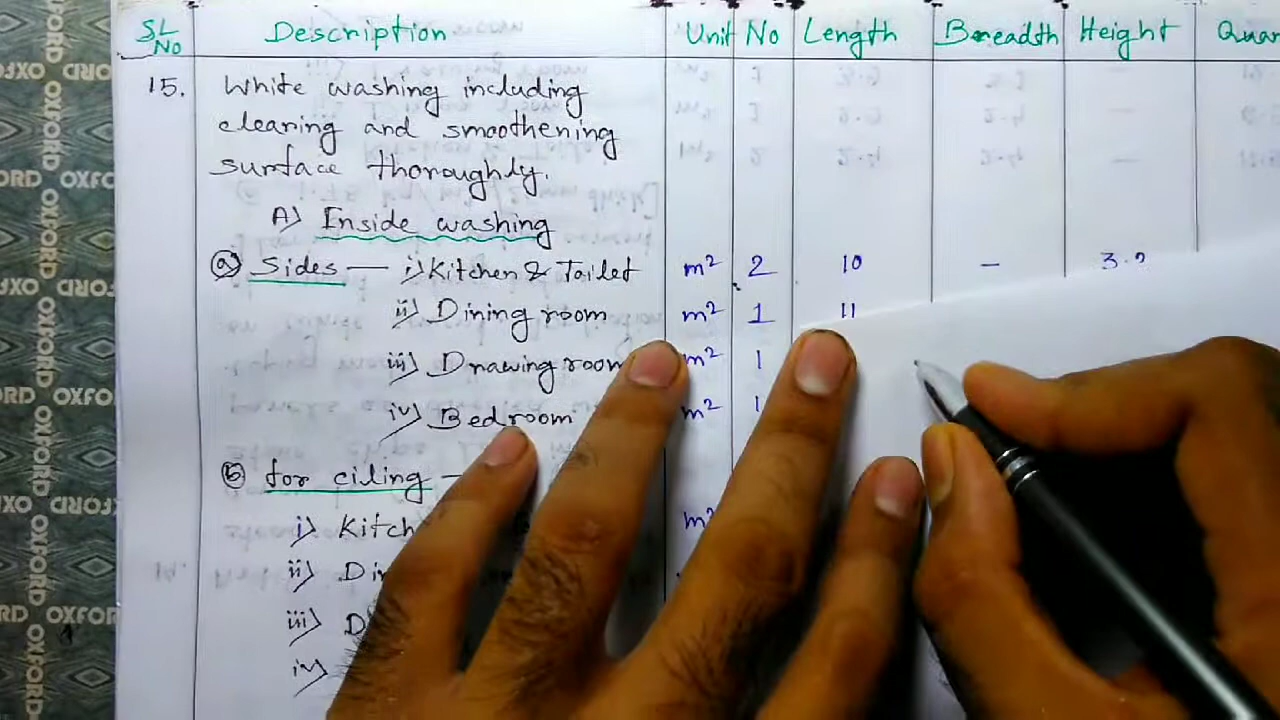 SL No Description Unit No Length Breadth Height
15. White washing including
clearing and smoothening
surface thoroughly.
A) Inside washing
(a) Sides — i) Kitchen & Toilet m² 2 10 –
ii) Dining room m² 1 11
iii) Drawing room m² 1
iv) Bedroom m² 1
(b) for ciling –
i)
ii)
iii)
iv)
OXFORD OXFORD